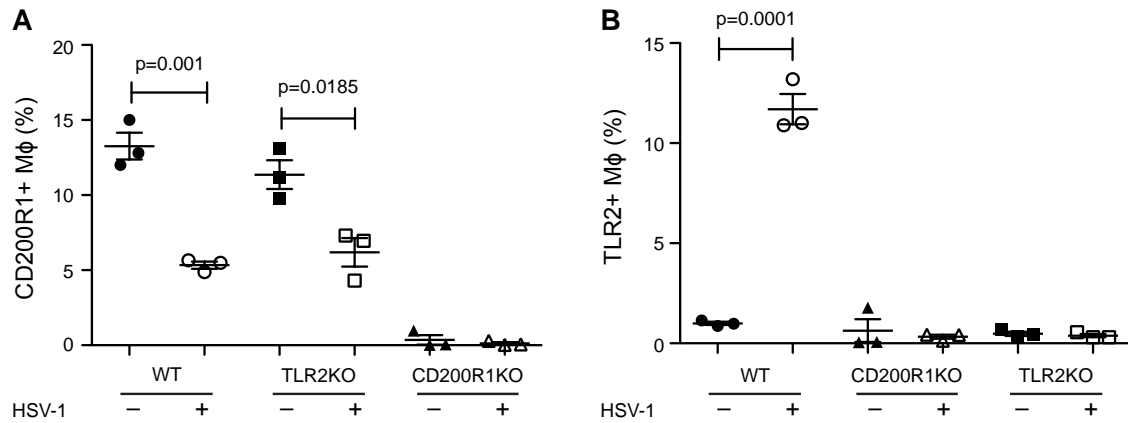 A
p=0.001
p=0.0185
CD200R1+ Mϕ (%)
20
15
10
5
0
WT
TLR2KO
CD200R1KO
HSV-1
– + – + – +
B
p=0.0001
TLR2+ Mϕ (%)
15
10
5
0
WT
CD200R1KO
TLR2KO
HSV-1
– + – + – +